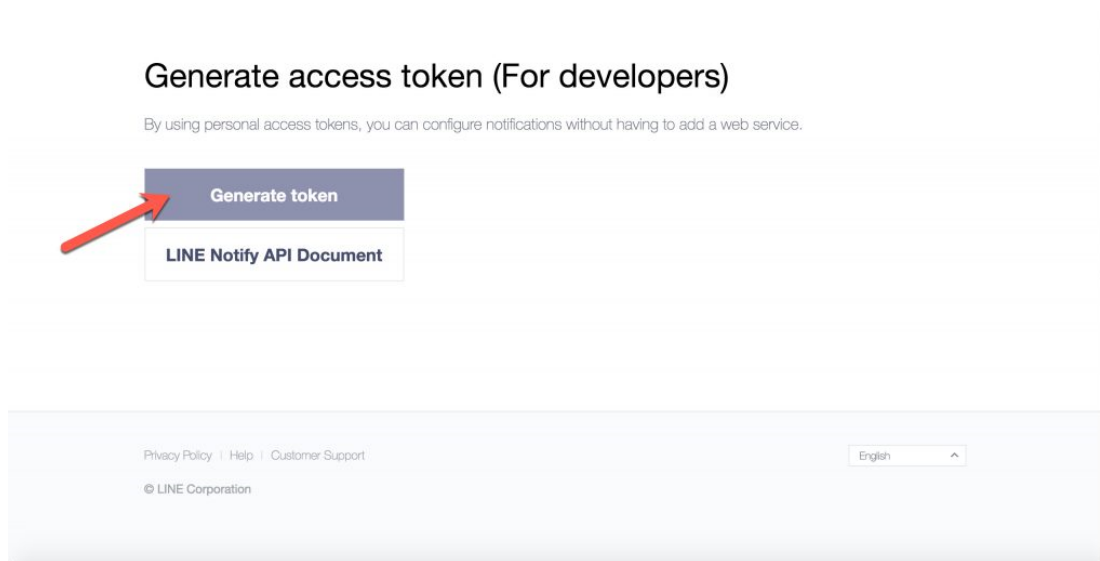 Generate access token (For developers)
By using personal access tokens, you can configure notifications without having to add a web service.
Generate token
LINE Notify API Document
Privacy Policy | Help | Customer Support
English
© LINE Corporation